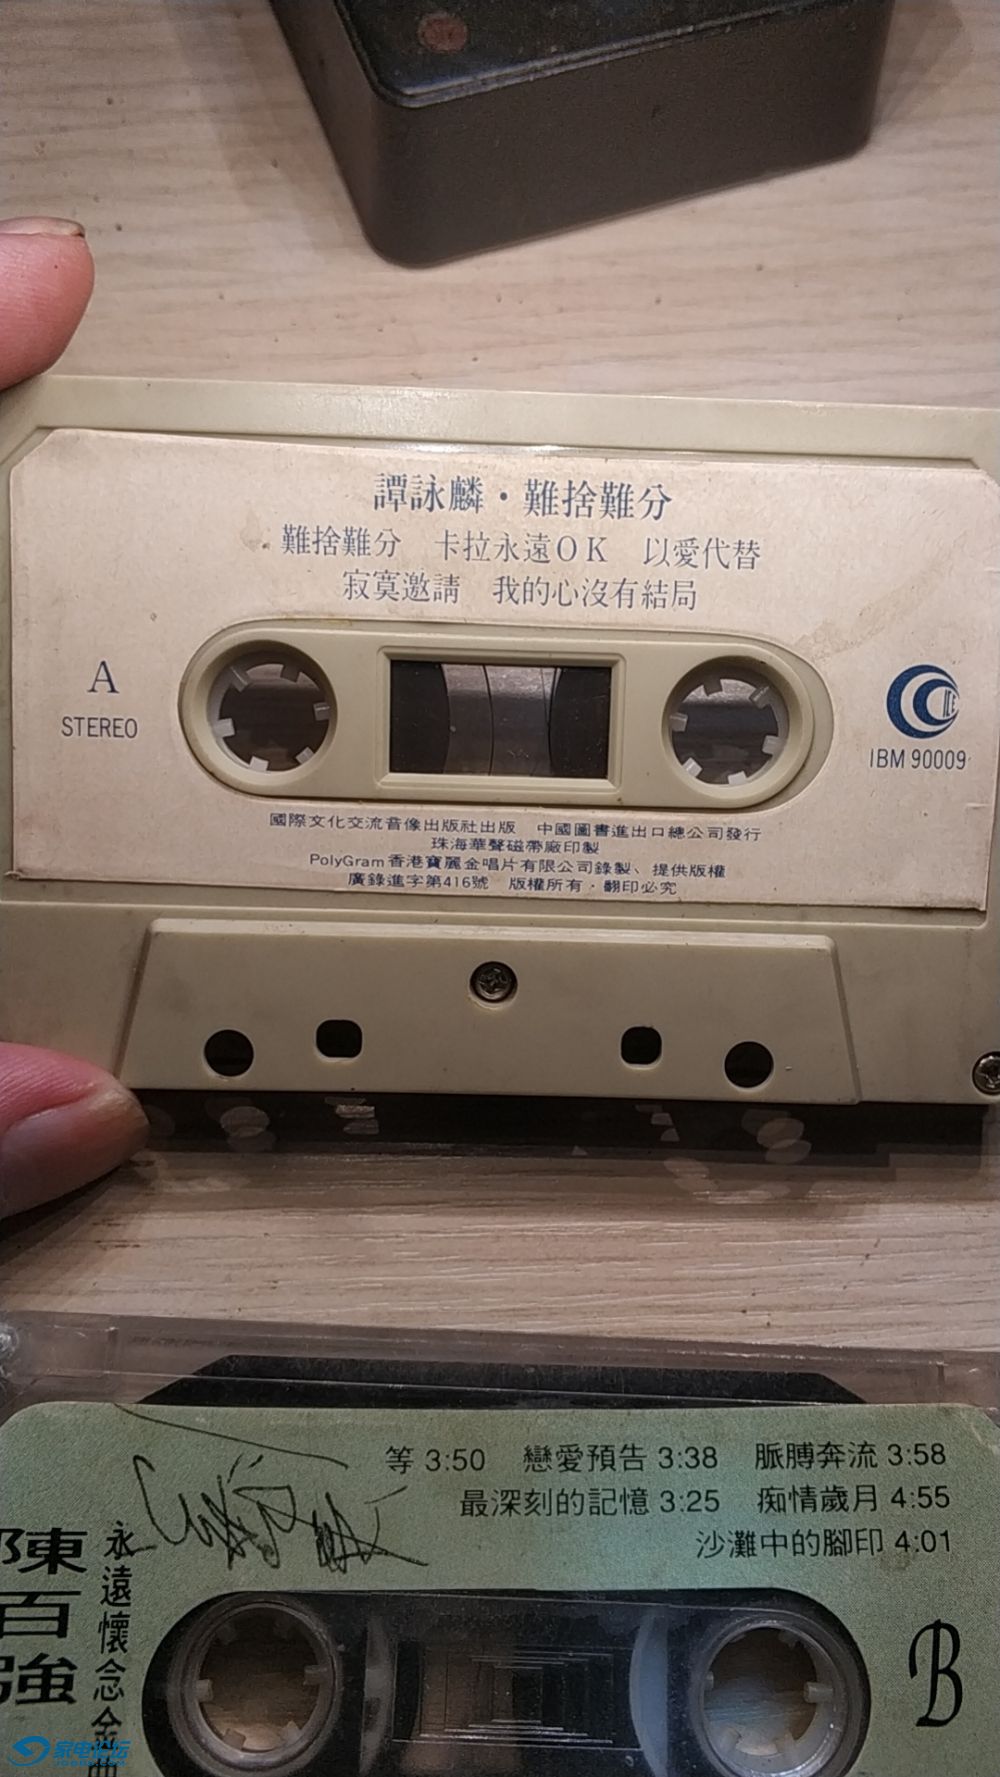 譚詠麟·難捨難分
難捨難分 卡拉永遠OK 以愛代替
寂寞邀請 我的心沒有結局
A
STEREO
ICE
IBM 90009
國際文化交流音像出版社出版 中國圖書進出口總公司發行
珠海華聲磁帶廠印製
PolyGram香港寶麗金唱片有限公司錄製、提供版權
廣錄進字第416號 版權所有·翻印必究
等 3:50 戀愛預告 3:38 脈膊奔流 3:58
最深刻的記憶 3:25 痴情歲月 4:55
沙灘中的腳印 4:01
陳百強
永遠懷念金
B
家电论坛